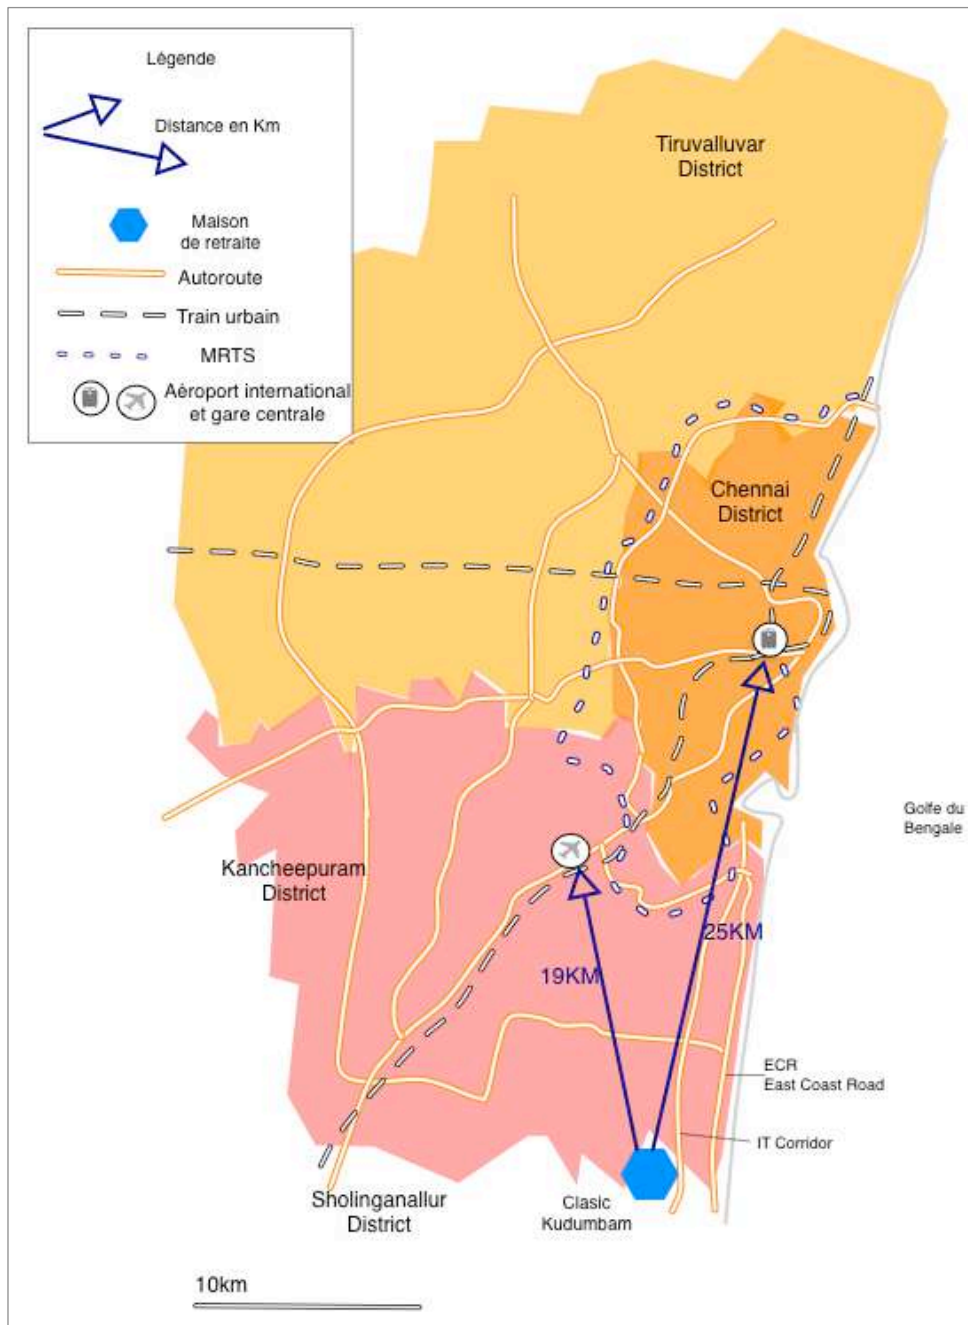 Légende
Distance en Km
Maison
de retraite
Autoroute
Train urbain
MRTS
Aéroport international
et gare centrale
Tiruvalluvar
District
Chennai
District
Golfe du
Bengale
Kancheepuram
District
25KM
19KM
ECR
East Coast Road
IT Corridor
Sholinganallur
District
Clasic
Kudumbam
10km